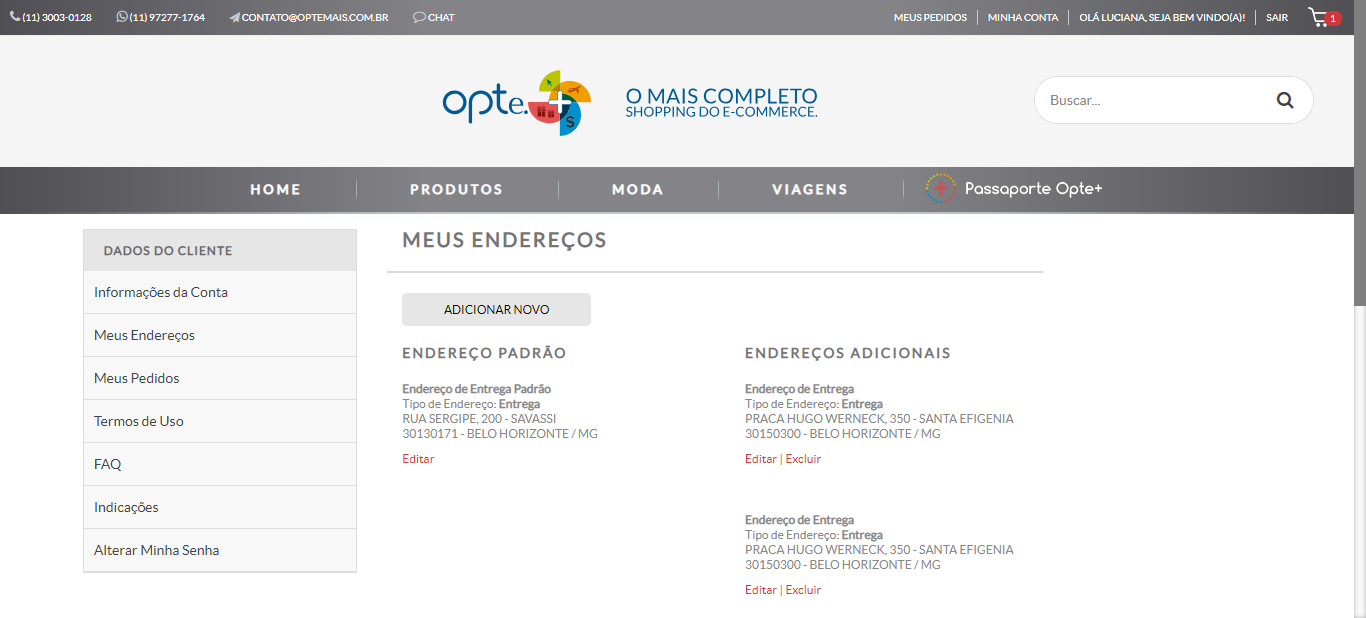 (11) 3003-0128 (11) 97277-1764 CONTATO@OPTEMAIS.COM.BR CHAT MEUS PEDIDOS MINHA CONTA OLÁ LUCIANA, SEJA BEM VINDO(A)! SAIR 1
opte.+ S
O MAIS COMPLETO
SHOPPING DO E-COMMERCE.
Buscar...
HOME PRODUTOS MODA VIAGENS Passaporte Opte+
DADOS DO CLIENTE
Informações da Conta
Meus Endereços
Meus Pedidos
Termos de Uso
FAQ
Indicações
Alterar Minha Senha
MEUS ENDEREÇOS
ADICIONAR NOVO
ENDEREÇO PADRÃO
Endereço de Entrega Padrão
Tipo de Endereço: Entrega
RUA SERGIPE, 200 - SAVASSI
30130171 - BELO HORIZONTE / MG
Editar
ENDEREÇOS ADICIONAIS
Endereço de Entrega
Tipo de Endereço: Entrega
PRACA HUGO WERNECK, 350 - SANTA EFIGENIA
30150300 - BELO HORIZONTE / MG
Editar | Excluir
Endereço de Entrega
Tipo de Endereço: Entrega
PRACA HUGO WERNECK, 350 - SANTA EFIGENIA
30150300 - BELO HORIZONTE / MG
Editar | Excluir